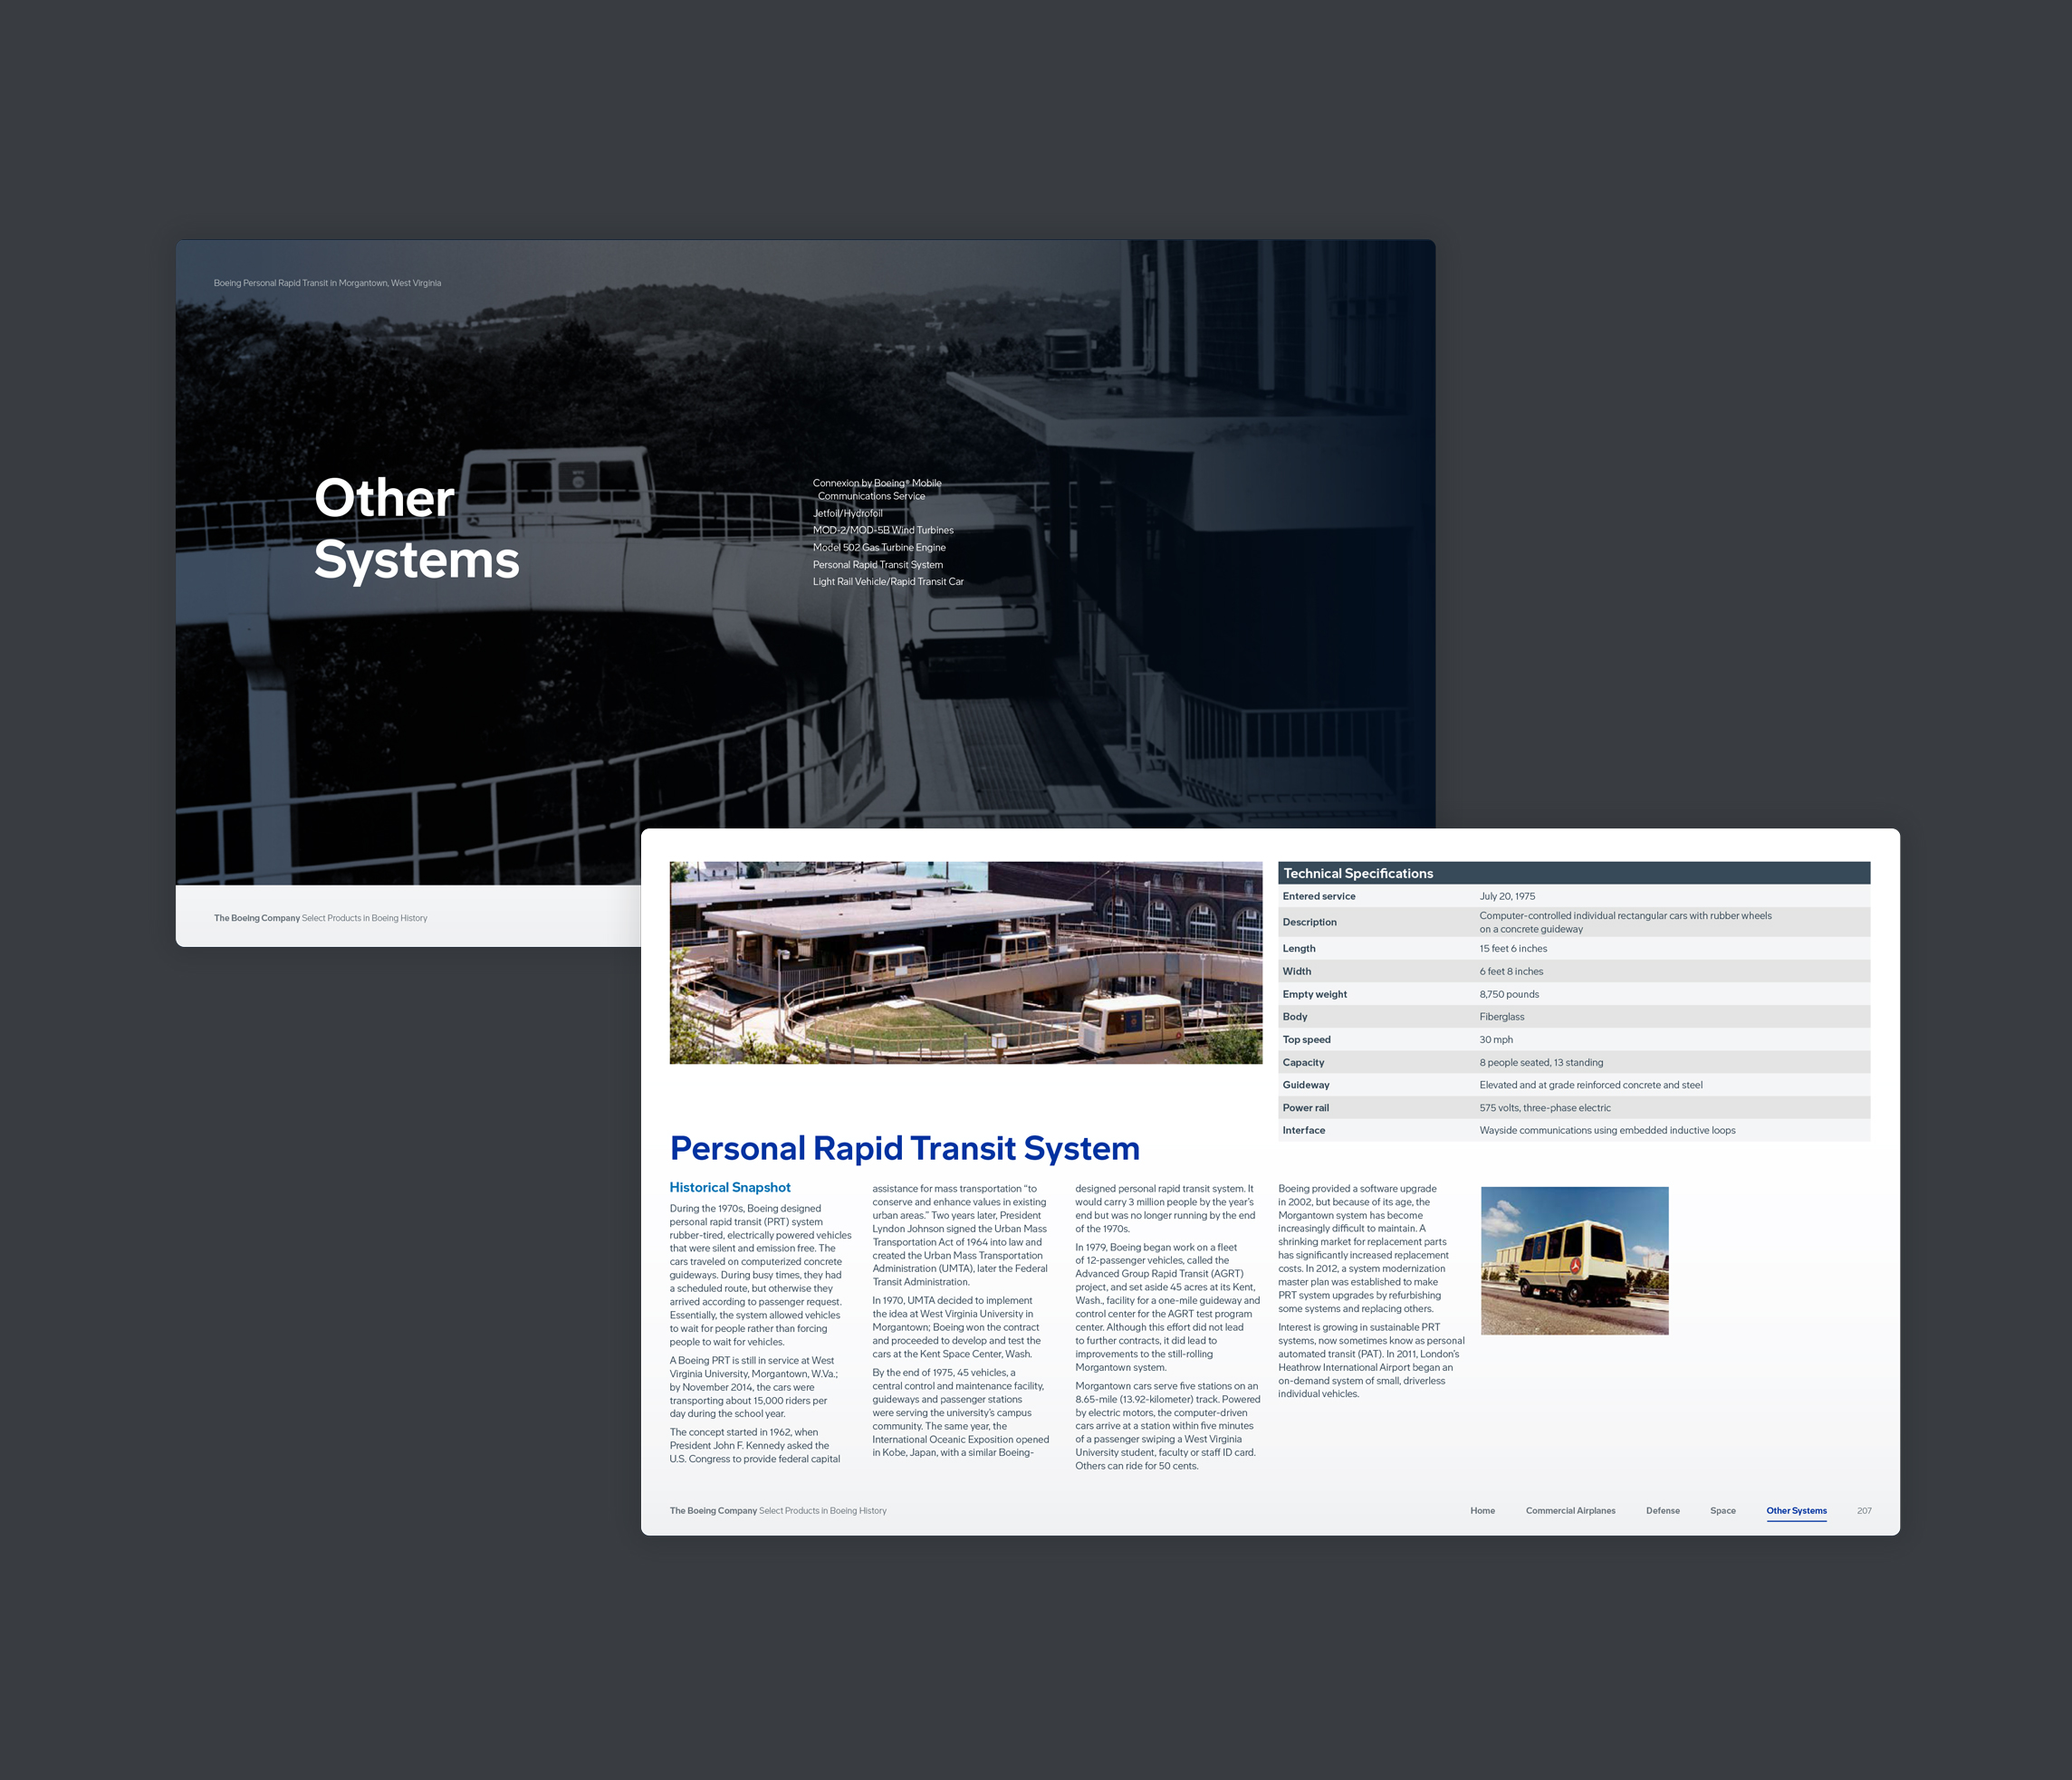 Boeing Personal Rapid Transit in Morgantown, West Virginia
Other
Systems
Connexion by Boeing® Mobile
Communications Service
Jetfoil/Hydrofoil
MOD-2/MOD-5B Wind Turbines
Model 502 Gas Turbine Engine
Personal Rapid Transit System
Light Rail Vehicle/Rapid Transit Car
The Boeing Company Select Products in Boeing History
Technical Specifications
Entered service July 20, 1975
Description Computer-controlled individual rectangular cars with rubber wheels
on a concrete guideway
Length 15 feet 6 inches
Width 6 feet 8 inches
Empty weight 8,750 pounds
Body Fiberglass
Top speed 30 mph
Capacity 8 people seated, 13 standing
Guideway Elevated and at grade reinforced concrete and steel
Power rail 575 volts, three-phase electric
Interface Wayside communications using embedded inductive loops
Personal Rapid Transit System
Historical Snapshot
During the 1970s, Boeing designed
personal rapid transit (PRT) system
rubber-tired, electrically powered vehicles
that were silent and emission free. The
cars traveled on computerized concrete
guideways. During busy times, they had
a scheduled route, but otherwise they
arrived according to passenger request.
Essentially, the system allowed vehicles
to wait for people rather than forcing
people to wait for vehicles.
A Boeing PRT is still in service at West
Virginia University, Morgantown, W.Va.;
by November 2014, the cars were
transporting about 15,000 riders per
day during the school year.
The concept started in 1962, when
President John F. Kennedy asked the
U.S. Congress to provide federal capital
assistance for mass transportation “to
conserve and enhance values in existing
urban areas.” Two years later, President
Lyndon Johnson signed the Urban Mass
Transportation Act of 1964 into law and
created the Urban Mass Transportation
Administration (UMTA), later the Federal
Transit Administration.
In 1970, UMTA decided to implement
the idea at West Virginia University in
Morgantown; Boeing won the contract
and proceeded to develop and test the
cars at the Kent Space Center, Wash.
By the end of 1975, 45 vehicles, a
central control and maintenance facility,
guideways and passenger stations
were serving the university's campus
community. The same year, the
International Oceanic Exposition opened
in Kobe, Japan, with a similar Boeing-
designed personal rapid transit system. It
would carry 3 million people by the year's
end but was no longer running by the end
of the 1970s.
In 1979, Boeing began work on a fleet
of 12-passenger vehicles, called the
Advanced Group Rapid Transit (AGRT)
project, and set aside 45 acres at its Kent,
Wash., facility for a one-mile guideway and
control center for the AGRT test program
center. Although this effort did not lead
to further contracts, it did lead to
improvements to the still-rolling
Morgantown system.
Morgantown cars serve five stations on an
8.65-mile (13.92-kilometer) track. Powered
by electric motors, the computer-driven
cars arrive at a station within five minutes
of a passenger swiping a West Virginia
University student, faculty or staff ID card.
Others can ride for 50 cents.
Boeing provided a software upgrade
in 2002, but because of its age, the
Morgantown system has become
increasingly difficult to maintain. A
shrinking market for replacement parts
has significantly increased replacement
costs. In 2012, a system modernization
master plan was established to make
PRT system upgrades by refurbishing
some systems and replacing others.
Interest is growing in sustainable PRT
systems, now sometimes know as personal
automated transit (PAT). In 2011, London's
Heathrow International Airport began an
on-demand system of small, driverless
individual vehicles.
The Boeing Company Select Products in Boeing History
Home Commercial Airplanes Defense Space Other Systems 207